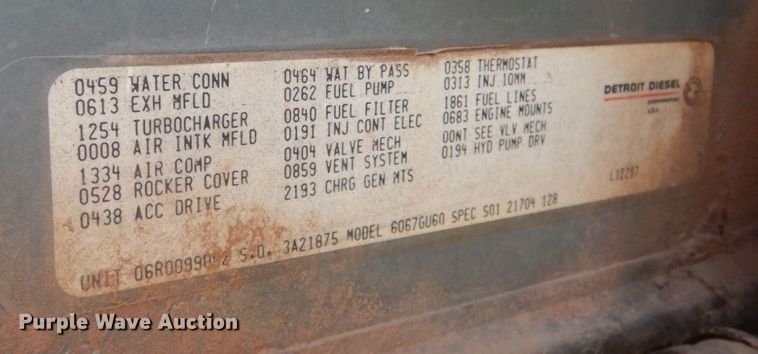 0459 WATER CONN
0613 EXH MFLD
1254 TURBOCHARGER
0008 AIR INTK MFLD
1334 AIR COMP
0528 ROCKER COVER
0438 ACC DRIVE
0464 WAT BY PASS
0262 FUEL PUMP
0840 FUEL FILTER
0191 INJ CONT ELEC
0404 VALVE MECH
0859 VENT SYSTEM
2193 CHRG GEN MTS
0358 THERMOSTAT
0313 INJ 10MM
1861 FUEL LINES
0683 ENGINE MOUNTS
00NT SEE VLV MECH
0194 HYD PUMP DRV
DETROIT DIESEL
CORPORATION
USA
L12287
UNIT S.O. 3A21875 MODEL 6067GU60 SPEC S01 21704 128
Purple Wave Auction